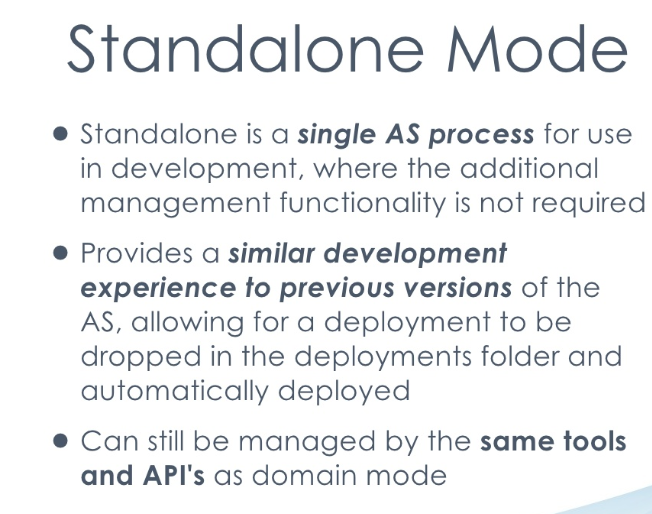 Standalone Mode
● Standalone is a single AS process for use
in development, where the additional
management functionality is not required
● Provides a similar development
experience to previous versions of the
AS, allowing for a deployment to be
dropped in the deployments folder and
automatically deployed
● Can still be managed by the same tools
and API's as domain mode